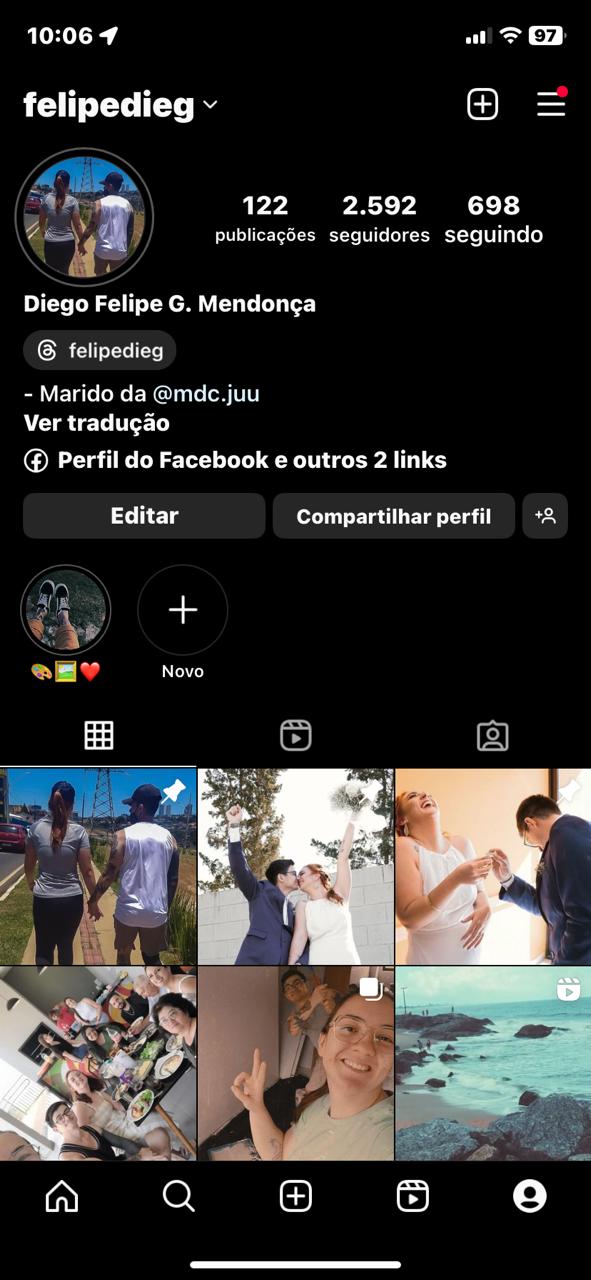 10:06
97
felipedieg
122
2.592
698
publicações
seguidores
seguindo
Diego Felipe G. Mendonça
felipedieg
- Marido da @mdc.juu
Ver tradução
Perfil do Facebook e outros 2 links
Editar
Compartilhar perfil
Novo